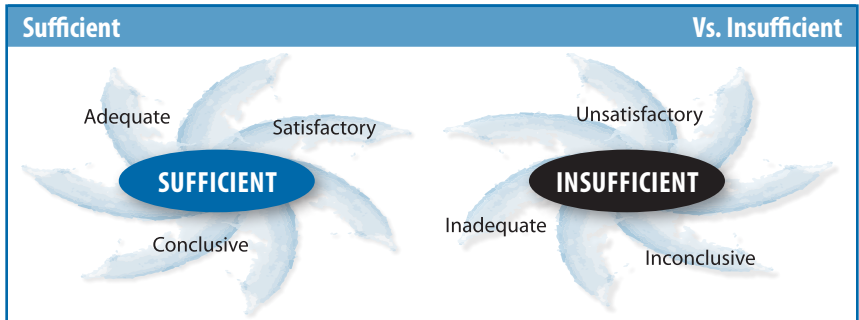 Sufficient
Vs. Insufficient
Adequate
Satisfactory
SUFFICIENT
Conclusive
Unsatisfactory
INSUFFICIENT
Inadequate
Inconclusive